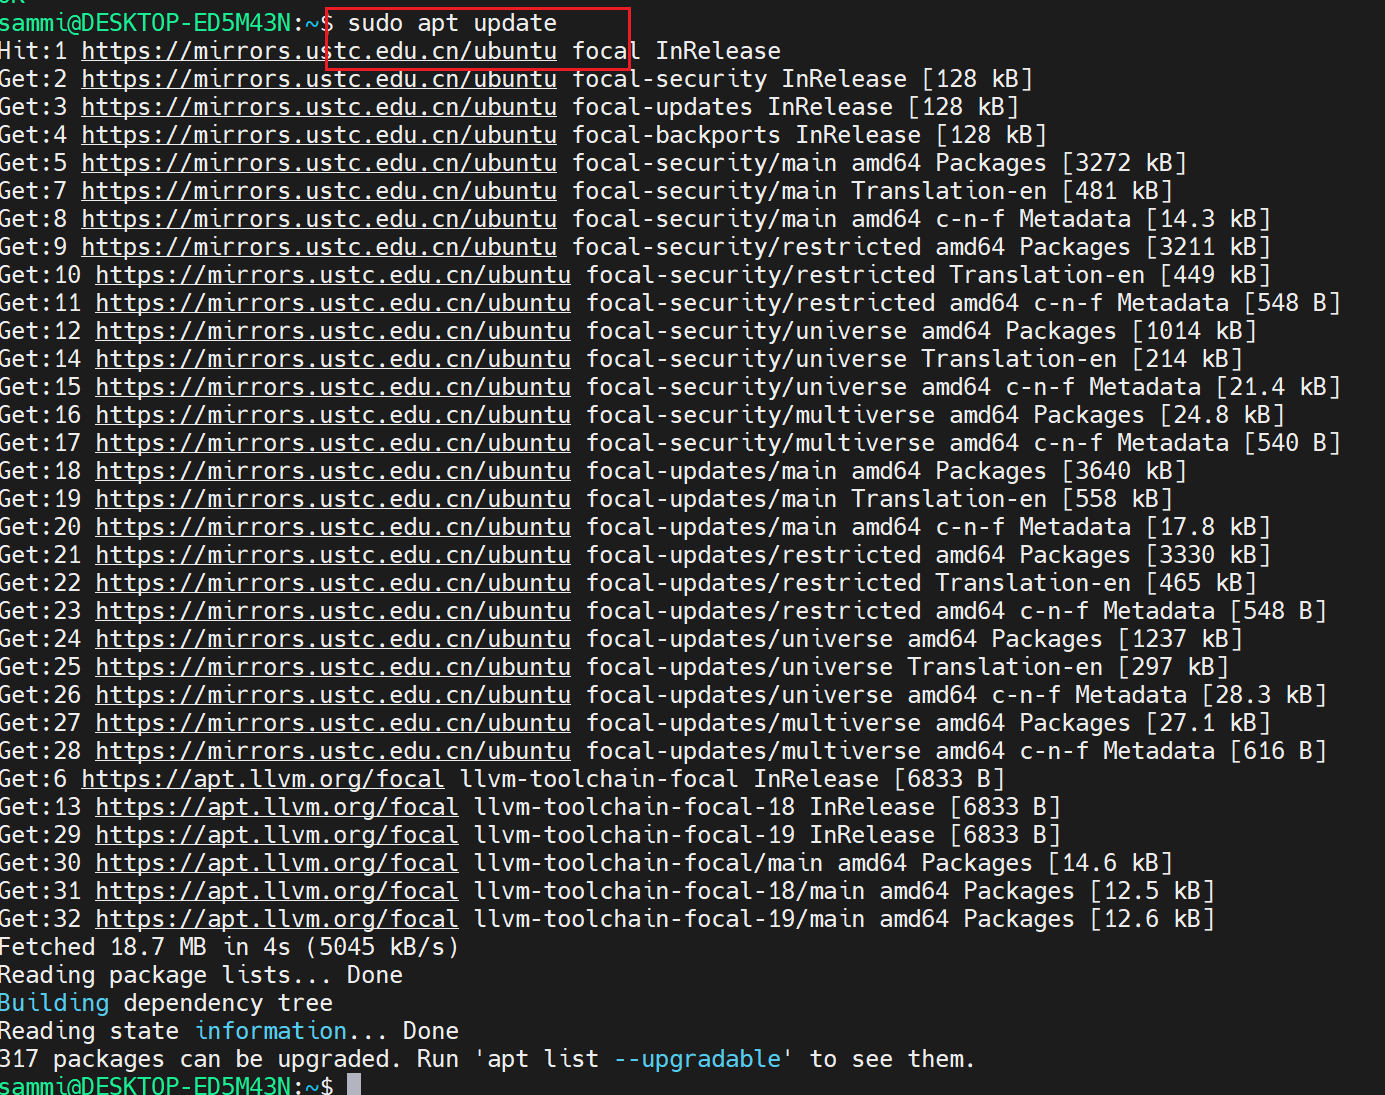 OK
sammi@DESKTOP-ED5M43N:~$ sudo apt update
Hit:1 https://mirrors.ustc.edu.cn/ubuntu focal InRelease
Get:2 https://mirrors.ustc.edu.cn/ubuntu focal-security InRelease [128 kB]
Get:3 https://mirrors.ustc.edu.cn/ubuntu focal-updates InRelease [128 kB]
Get:4 https://mirrors.ustc.edu.cn/ubuntu focal-backports InRelease [128 kB]
Get:5 https://mirrors.ustc.edu.cn/ubuntu focal-security/main amd64 Packages [3272 kB]
Get:7 https://mirrors.ustc.edu.cn/ubuntu focal-security/main Translation-en [481 kB]
Get:8 https://mirrors.ustc.edu.cn/ubuntu focal-security/main amd64 c-n-f Metadata [14.3 kB]
Get:9 https://mirrors.ustc.edu.cn/ubuntu focal-security/restricted amd64 Packages [3211 kB]
Get:10 https://mirrors.ustc.edu.cn/ubuntu focal-security/restricted Translation-en [449 kB]
Get:11 https://mirrors.ustc.edu.cn/ubuntu focal-security/restricted amd64 c-n-f Metadata [548 B]
Get:12 https://mirrors.ustc.edu.cn/ubuntu focal-security/universe amd64 Packages [1014 kB]
Get:14 https://mirrors.ustc.edu.cn/ubuntu focal-security/universe Translation-en [214 kB]
Get:15 https://mirrors.ustc.edu.cn/ubuntu focal-security/universe amd64 c-n-f Metadata [21.4 kB]
Get:16 https://mirrors.ustc.edu.cn/ubuntu focal-security/multiverse amd64 Packages [24.8 kB]
Get:17 https://mirrors.ustc.edu.cn/ubuntu focal-security/multiverse amd64 c-n-f Metadata [540 B]
Get:18 https://mirrors.ustc.edu.cn/ubuntu focal-updates/main amd64 Packages [3640 kB]
Get:19 https://mirrors.ustc.edu.cn/ubuntu focal-updates/main Translation-en [558 kB]
Get:20 https://mirrors.ustc.edu.cn/ubuntu focal-updates/main amd64 c-n-f Metadata [17.8 kB]
Get:21 https://mirrors.ustc.edu.cn/ubuntu focal-updates/restricted amd64 Packages [3330 kB]
Get:22 https://mirrors.ustc.edu.cn/ubuntu focal-updates/restricted Translation-en [465 kB]
Get:23 https://mirrors.ustc.edu.cn/ubuntu focal-updates/restricted amd64 c-n-f Metadata [548 B]
Get:24 https://mirrors.ustc.edu.cn/ubuntu focal-updates/universe amd64 Packages [1237 kB]
Get:25 https://mirrors.ustc.edu.cn/ubuntu focal-updates/universe Translation-en [297 kB]
Get:26 https://mirrors.ustc.edu.cn/ubuntu focal-updates/universe amd64 c-n-f Metadata [28.3 kB]
Get:27 https://mirrors.ustc.edu.cn/ubuntu focal-updates/multiverse amd64 Packages [27.1 kB]
Get:28 https://mirrors.ustc.edu.cn/ubuntu focal-updates/multiverse amd64 c-n-f Metadata [616 B]
Get:6 https://apt.llvm.org/focal llvm-toolchain-focal InRelease [6833 B]
Get:13 https://apt.llvm.org/focal llvm-toolchain-focal-18 InRelease [6833 B]
Get:29 https://apt.llvm.org/focal llvm-toolchain-focal-19 InRelease [6833 B]
Get:30 https://apt.llvm.org/focal llvm-toolchain-focal/main amd64 Packages [14.6 kB]
Get:31 https://apt.llvm.org/focal llvm-toolchain-focal-18/main amd64 Packages [12.5 kB]
Get:32 https://apt.llvm.org/focal llvm-toolchain-focal-19/main amd64 Packages [12.6 kB]
Fetched 18.7 MB in 4s (5045 kB/s)
Reading package lists... Done
Building dependency tree
Reading state information... Done
317 packages can be upgraded. Run 'apt list --upgradable' to see them.
sammi@DESKTOP-ED5M43N:~$